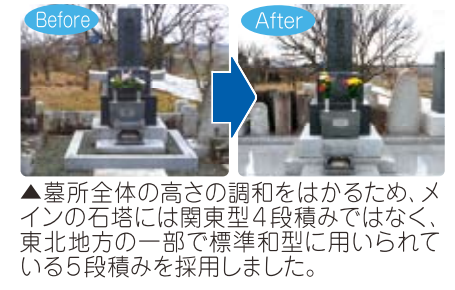 Before
After
▲墓所全体の高さの調和をはかるため、メ
インの石塔には関東型4段積みではなく、
東北地方の一部で標準和型に用いられて
いる5段積みを採用しました。